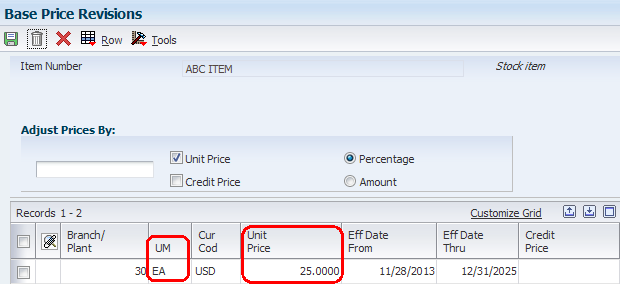 Base Price Revisions
Row Tools
Item Number ABC ITEM Stock item
Adjust Prices By:
Unit Price Percentage
Credit Price Amount
Records 1 - 2 Customize Grid
Branch/ Plant UM Cur Cod Unit Price Eff Date From Eff Date Thru Credit Price
30 EA USD 25.0000 11/28/2013 12/31/2025